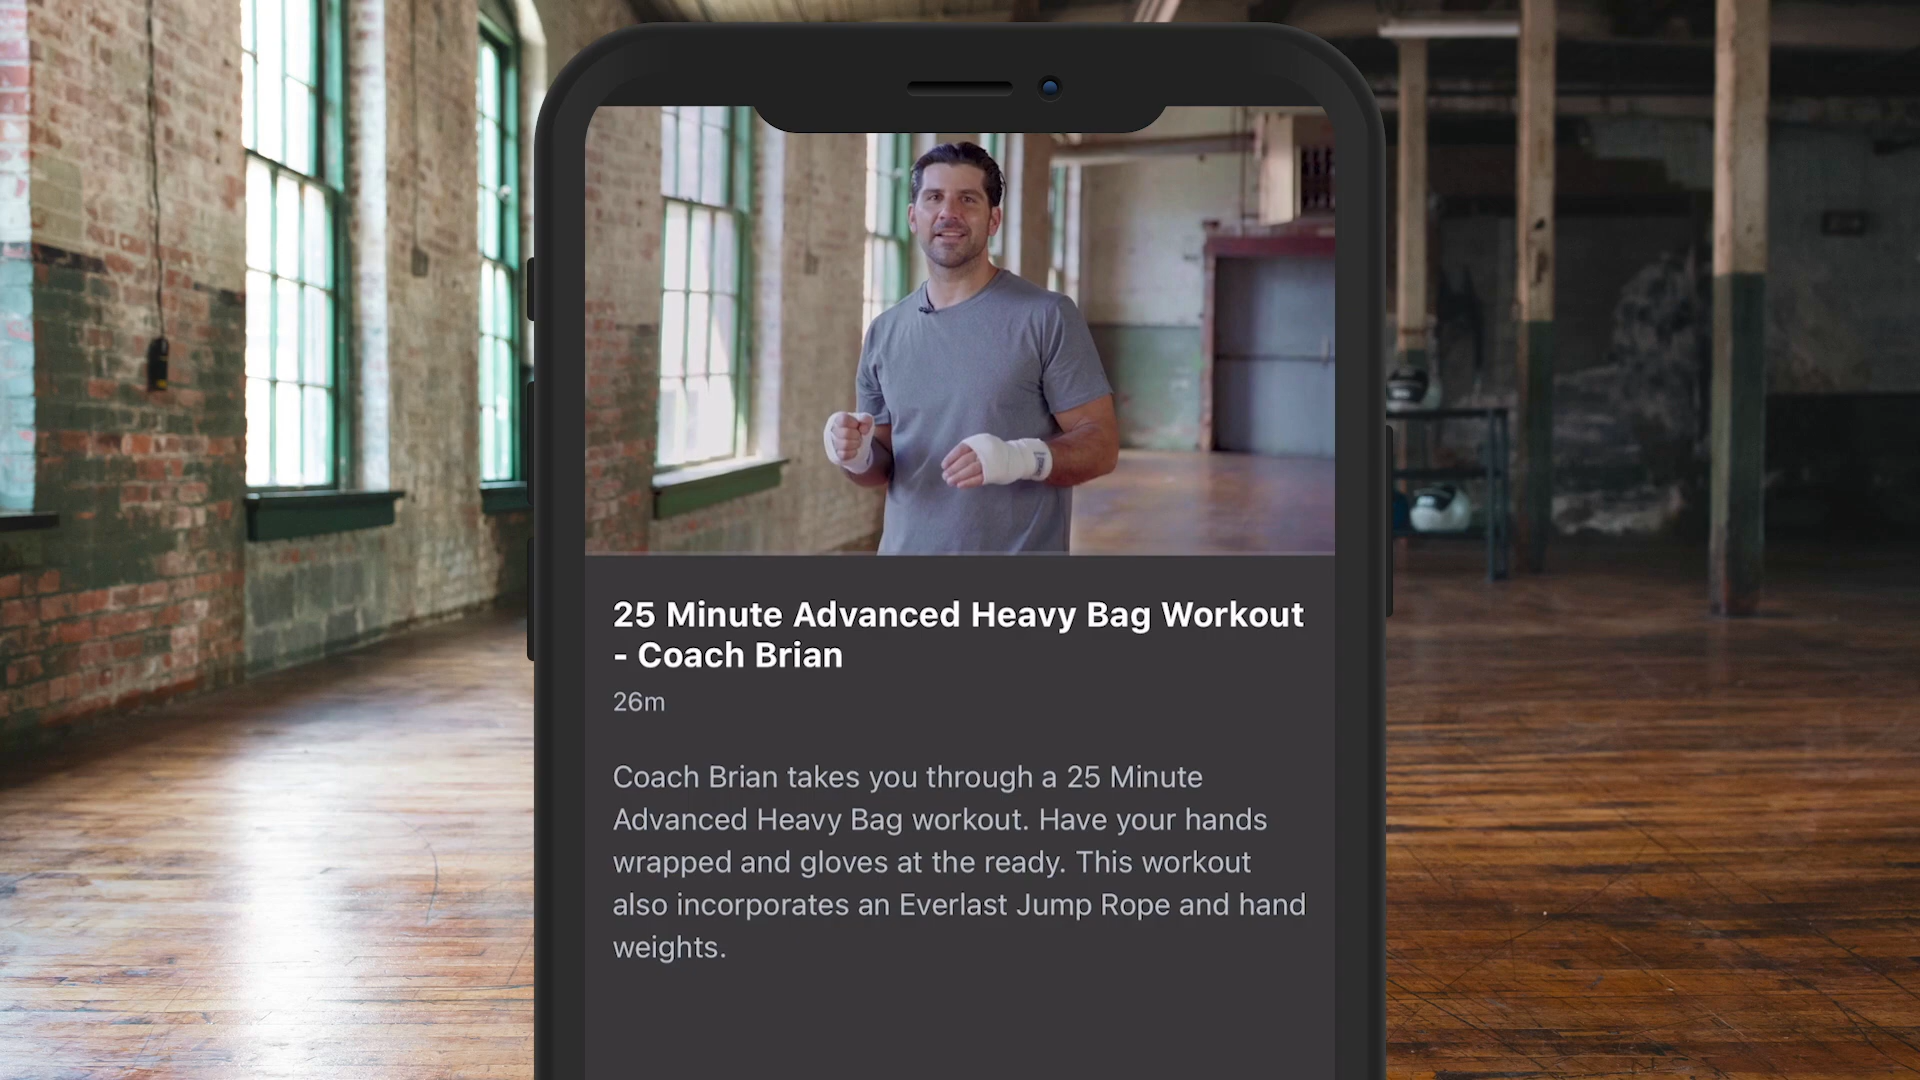 25 Minute Advanced Heavy Bag Workout
- Coach Brian
26m
Coach Brian takes you through a 25 Minute
Advanced Heavy Bag workout. Have your hands
wrapped and gloves at the ready. This workout
also incorporates an Everlast Jump Rope and hand
weights.